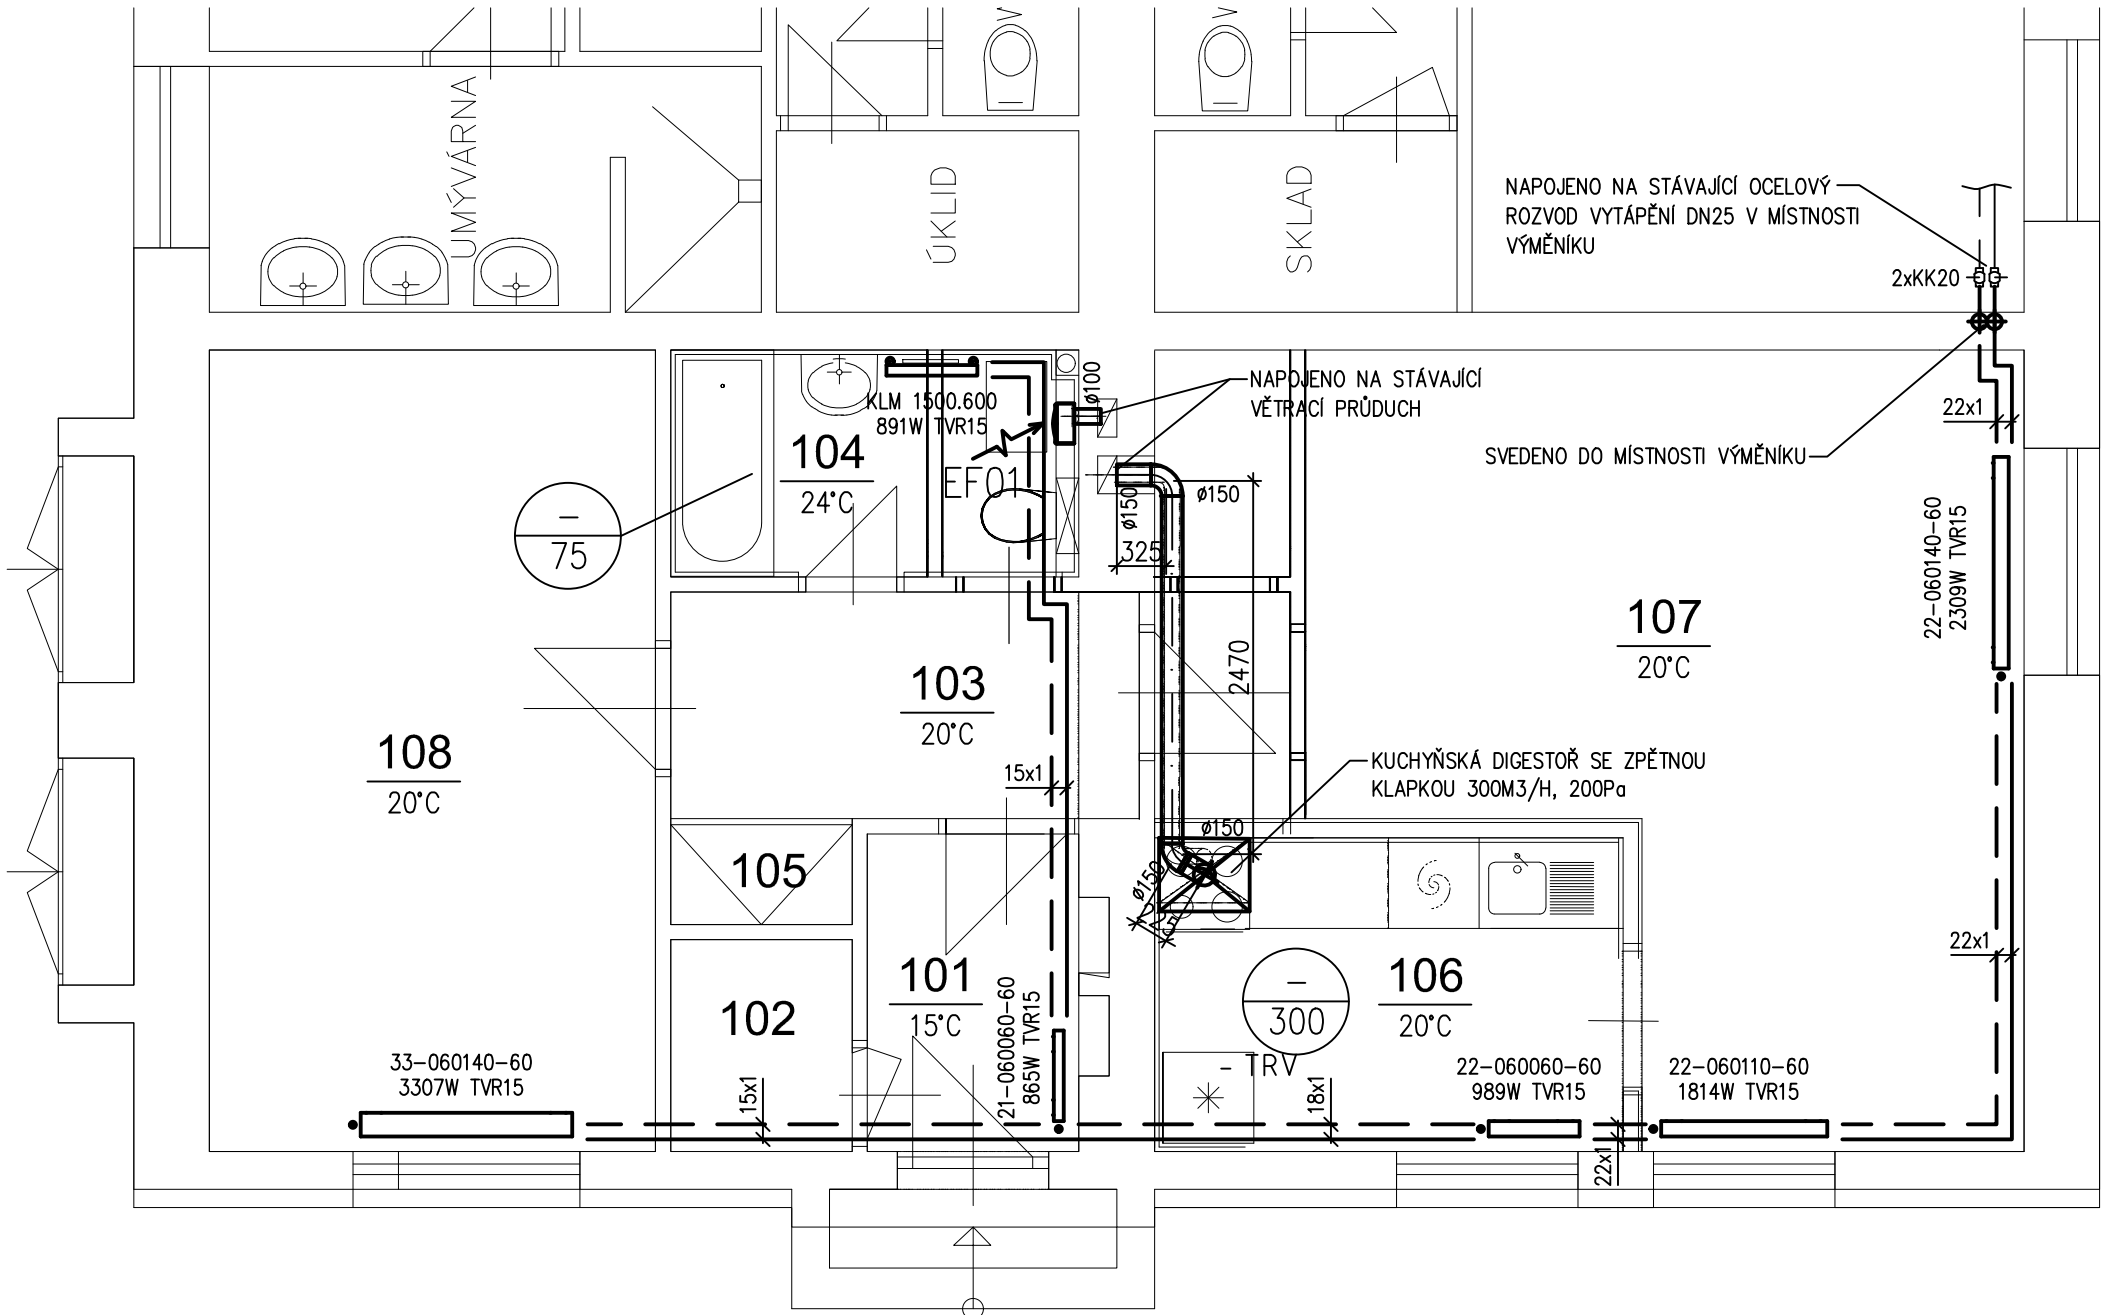 UMÝVÁRNA
ÚKLID
SKLAD
NAPOJENO NA STÁVAJÍCÍ OCELOVÝ
ROZVOD VYTÁPĚNÍ DN25 V MÍSTNOSTI
VÝMĚNÍKU
2xKK20
NAPOJENO NA STÁVAJÍCÍ
VĚTRACÍ PRŮDUCH
SVEDENO DO MÍSTNOSTI VÝMĚNÍKU
22x1
ø100
KLM 1500.600
891W TVR15
104
24°C
EF01
–
75
ø150
ø150
325
2470
22-060140-60
2309W TVR15
107
20°C
103
20°C
15x1
108
20°C
KUCHYŇSKÁ DIGESTOŘ SE ZPĚTNOU
KLAPKOU 300M3/H, 200Pa
ø150
ø150
225
105
102
101
15°C
21-060060-60
865W TVR15
106
20°C
–
300
- TRV
22x1
33-060140-60
3307W TVR15
15x1
18x1
22-060060-60
989W TVR15
22-060110-60
1814W TVR15
22x1